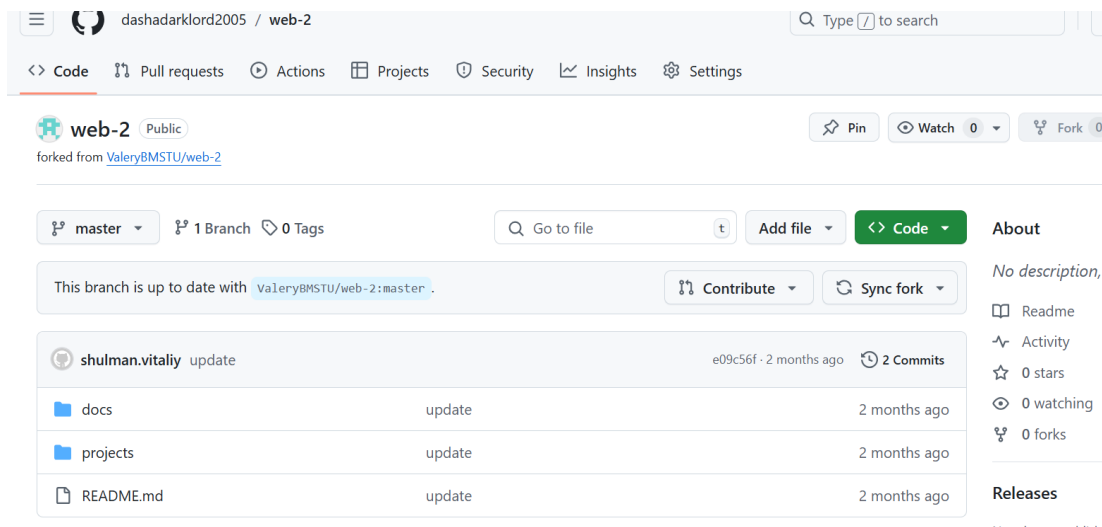 dashadarklord2005 / web-2
Type / to search
Code Pull requests Actions Projects Security Insights Settings
web-2 Public
Pin Watch 0 Fork 0
forked from ValeryBMSTU/web-2
master 1 Branch 0 Tags Go to file t Add file Code
About
This branch is up to date with ValeryBMSTU/web-2:master . Contribute Sync fork
No description,
Readme
Activity
shulman.vitaliy update e09c56f · 2 months ago 2 Commits
0 stars
docs update 2 months ago
0 watching
0 forks
projects update 2 months ago
README.md update 2 months ago
Releases